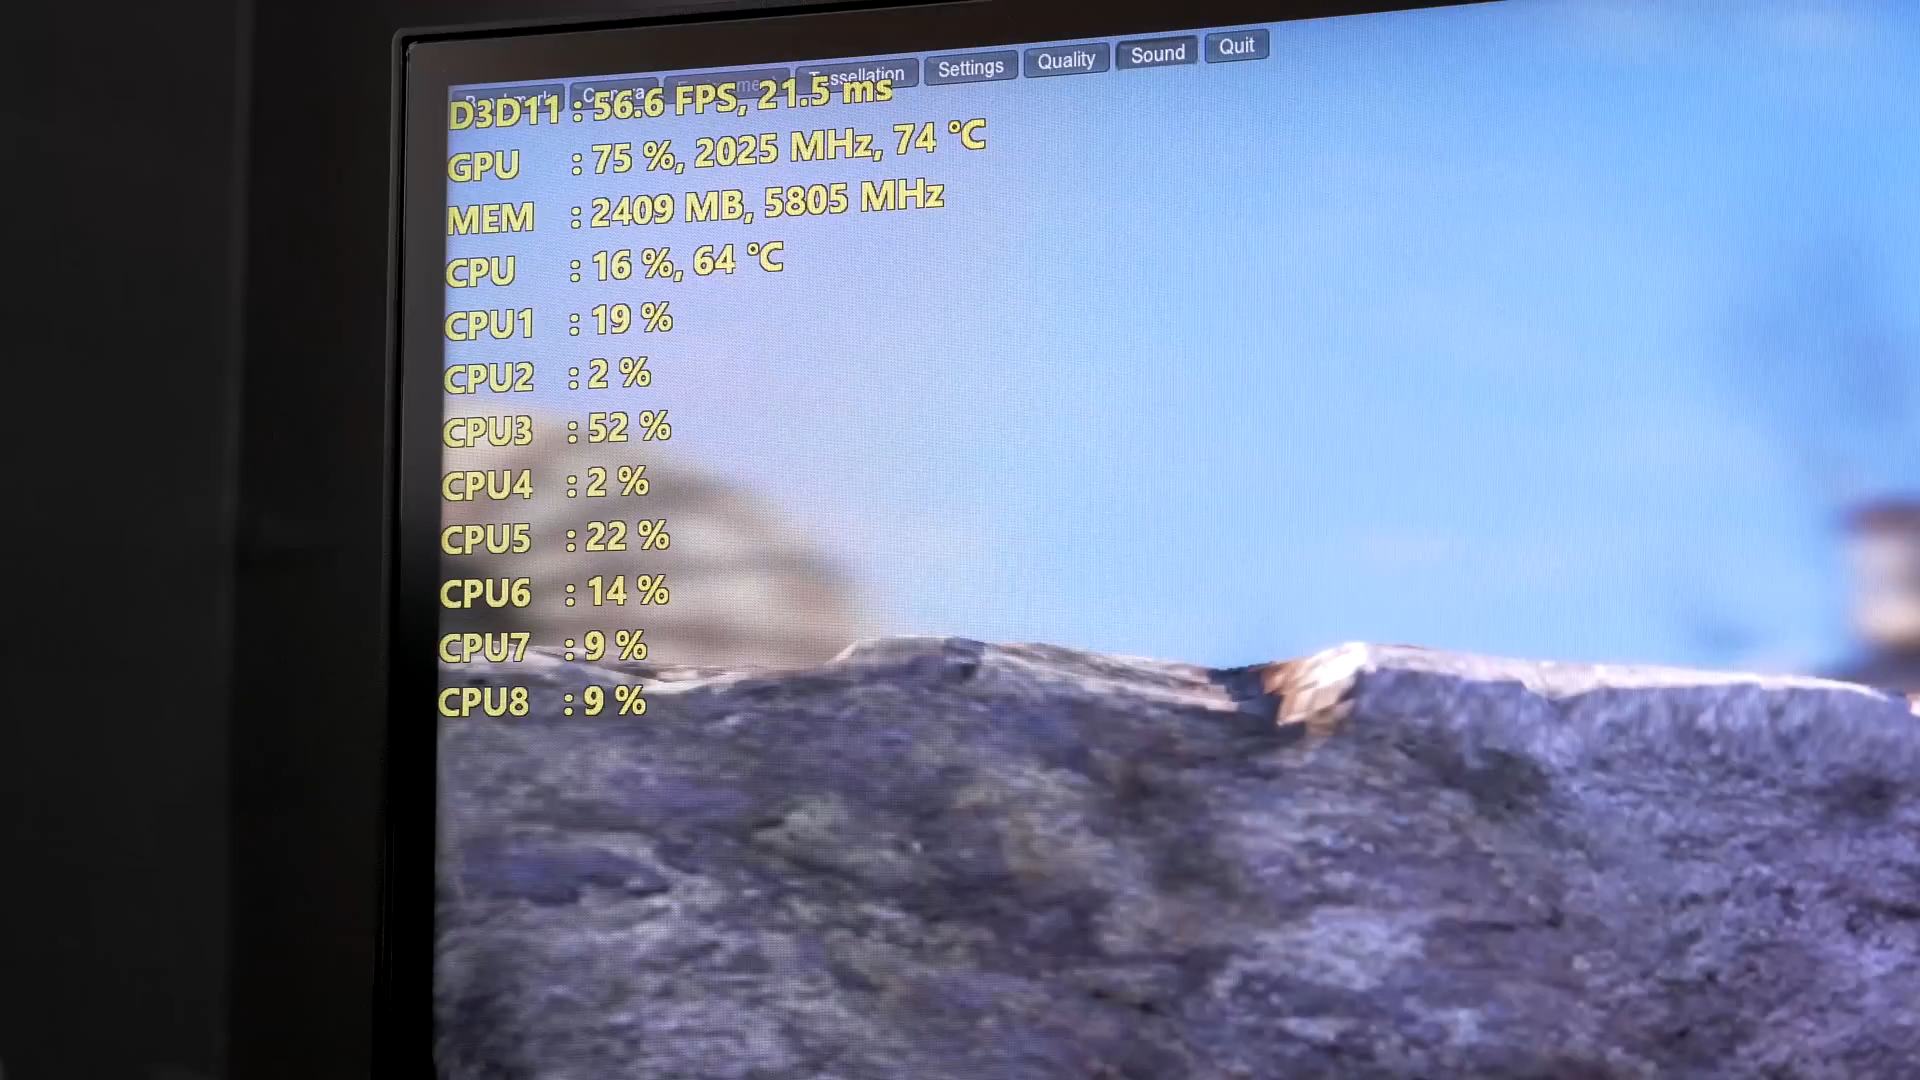 Tessellation Settings Quality Sound Quit
D3D11 : 56.6 FPS, 21.5 ms
GPU : 75 %, 2025 MHz, 74 °C
MEM : 2409 MB, 5805 MHz
CPU : 16 %, 64 °C
CPU1 : 19 %
CPU2 : 2 %
CPU3 : 52 %
CPU4 : 2 %
CPU5 : 22 %
CPU6 : 14 %
CPU7 : 9 %
CPU8 : 9 %